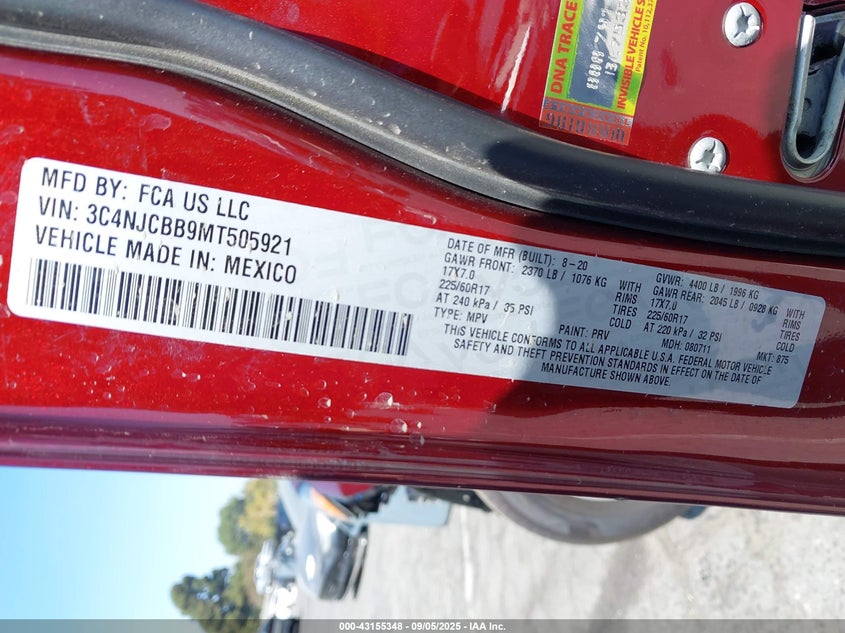 DNA TRACE
INVISIBLE VEHICLE S
MFD BY: FCA US LLC
VIN: 3C4NJCBB9MT505921
VEHICLE MADE IN: MEXICO
DATE OF MFR (BUILT): 8-20 GVWR: 4400 LB / 1996 KG
GAWR FRONT: 2370 LB / 1076 KG WITH GAWR REAR: 2045 LB / 0928 KG WITH
17X7.0 RIMS 17X7.0 RIMS
225/60R17 TIRES 225/60R17 TIRES
AT 240 kPa / 35 PSI COLD AT 220 kPa / 32 PSI COLD
TYPE: MPV PAINT: PRV MDH: 080711 MKT: 875
THIS VEHICLE CONFORMS TO ALL APPLICABLE U.S.A. FEDERAL MOTOR VEHICLE
SAFETY AND THEFT PREVENTION STANDARDS IN EFFECT ON THE DATE OF
MANUFACTURE SHOWN ABOVE.
000-43155348 - 09/05/2025 - IAA Inc.